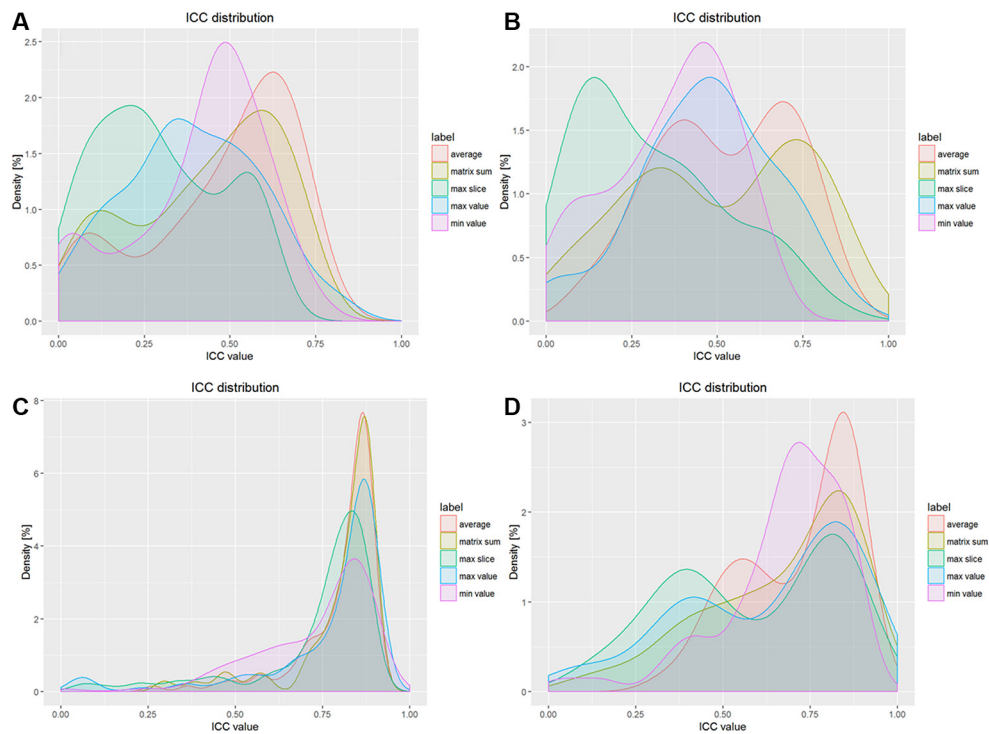 A
ICC distribution
Density [%]
2.5
2.0
1.5
1.0
0.5
0.0
0.00 0.25 0.50 0.75 1.00
ICC value
label
average
matrix sum
max slice
max value
min value
B
ICC distribution
Density [%]
2.0
1.5
1.0
0.5
0.0
0.00 0.25 0.50 0.75 1.00
ICC value
label
average
matrix sum
max slice
max value
min value
C
ICC distribution
Density [%]
8
6
4
2
0
0.00 0.25 0.50 0.75 1.00
ICC value
label
average
matrix sum
max slice
max value
min value
D
ICC distribution
Density [%]
3
2
1
0
0.00 0.25 0.50 0.75 1.00
ICC value
label
average
matrix sum
max slice
max value
min value